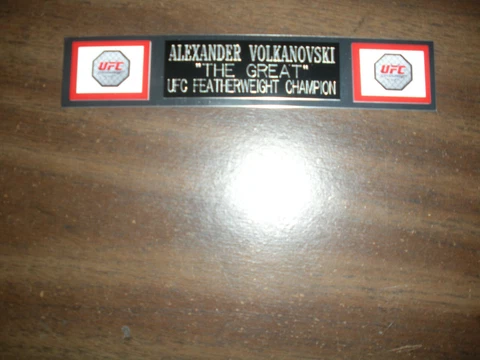 UFC
ALEXANDER VOLKANOVSKI
"THE GREAT"
UFC FEATHERWEIGHT CHAMPION
UFC